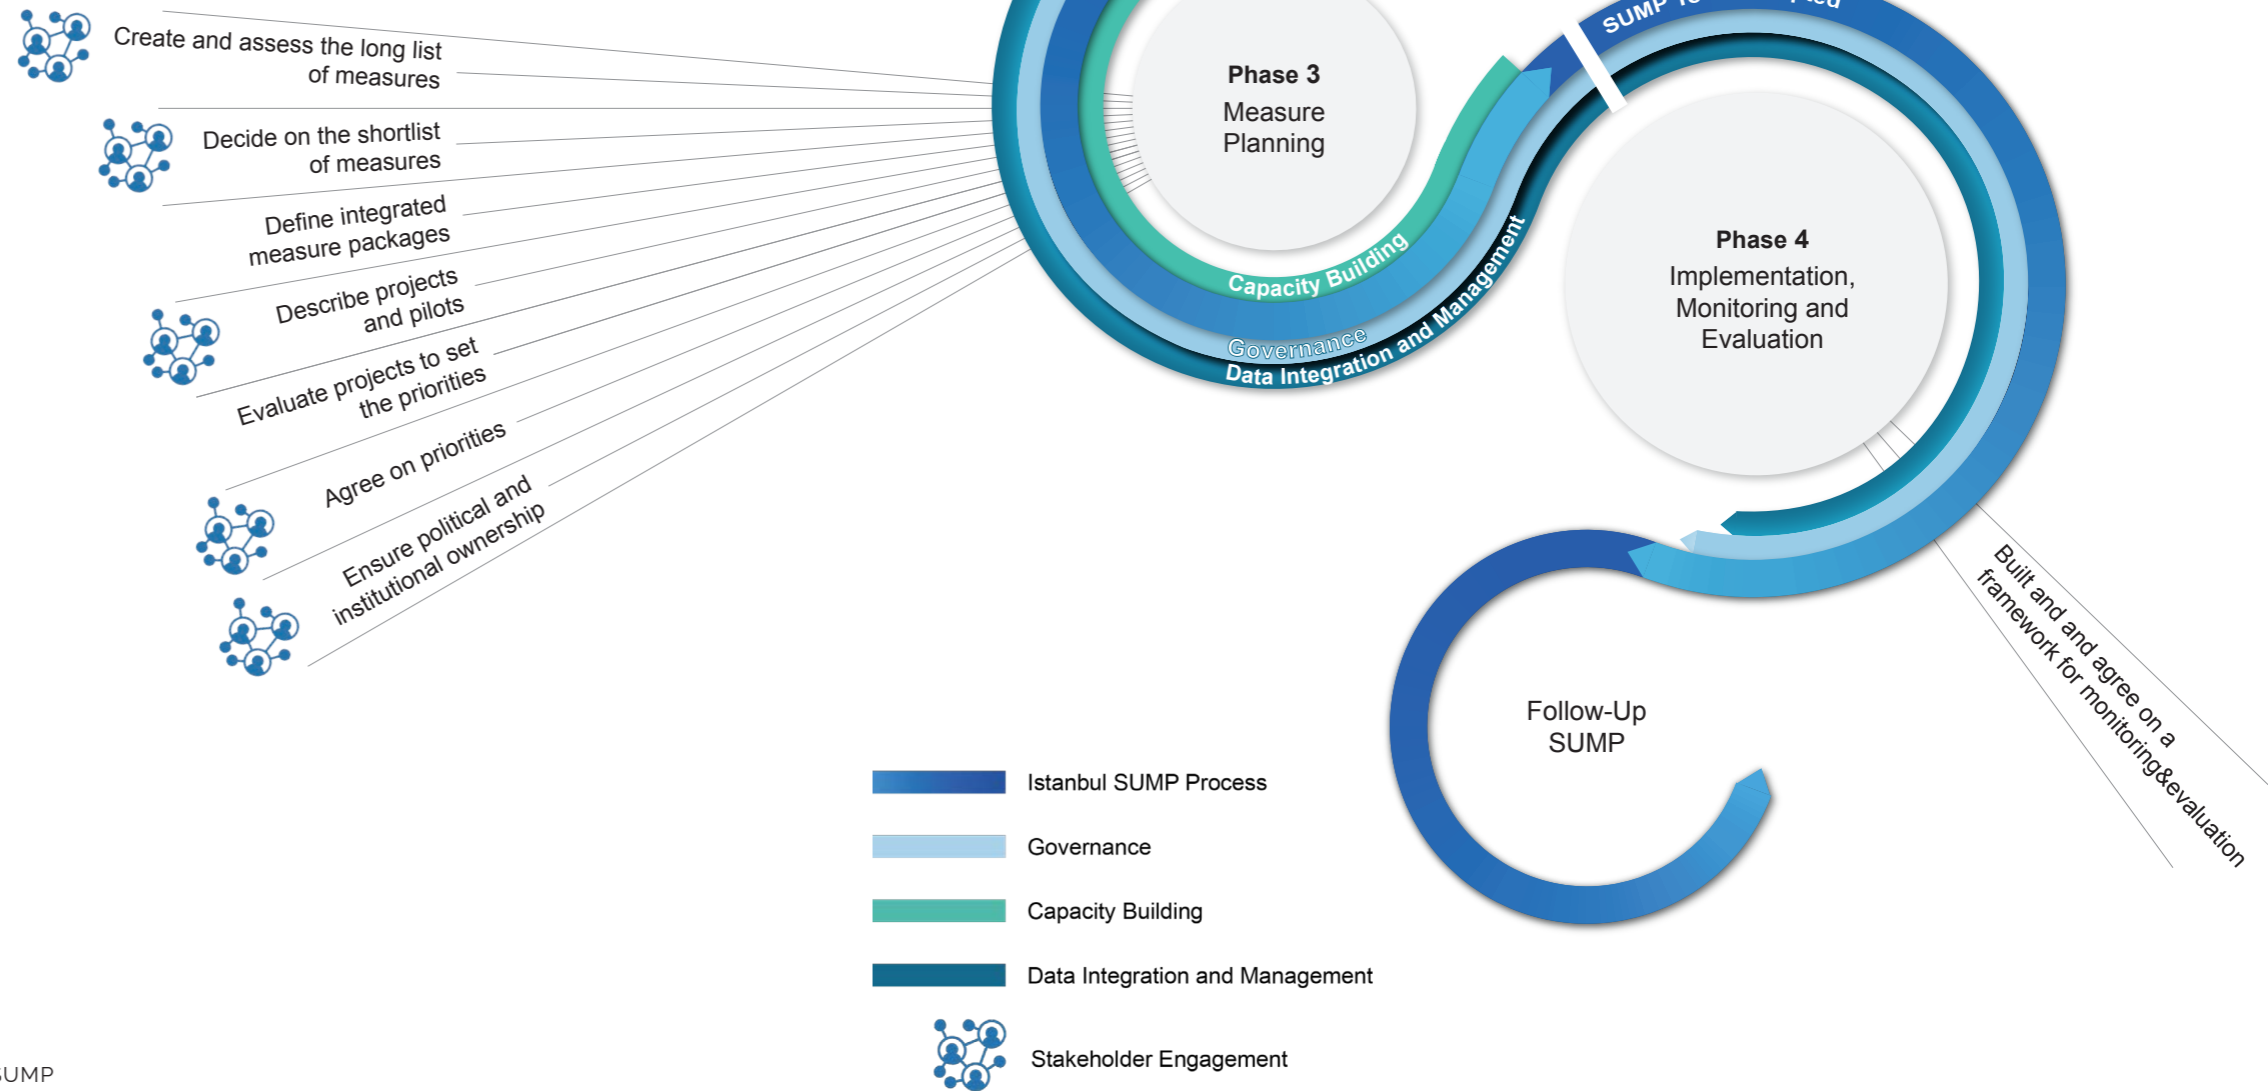 Create and assess the long list
of measures
Decide on the shortlist
of measures
Define integrated
measure packages
Describe projects
and pilots
Evaluate projects to set
the priorities
Agree on priorities
Ensure political and
institutional ownership
Phase 3
Measure
Planning
Capacity Building
Governance
Data Integration and Management
SUMP
Phase 4
Implementation,
Monitoring and
Evaluation
Built and and agree on a
framework for monitoring&evaluation
Follow-Up
SUMP
Istanbul SUMP Process
Governance
Capacity Building
Data Integration and Management
Stakeholder Engagement
SUMP